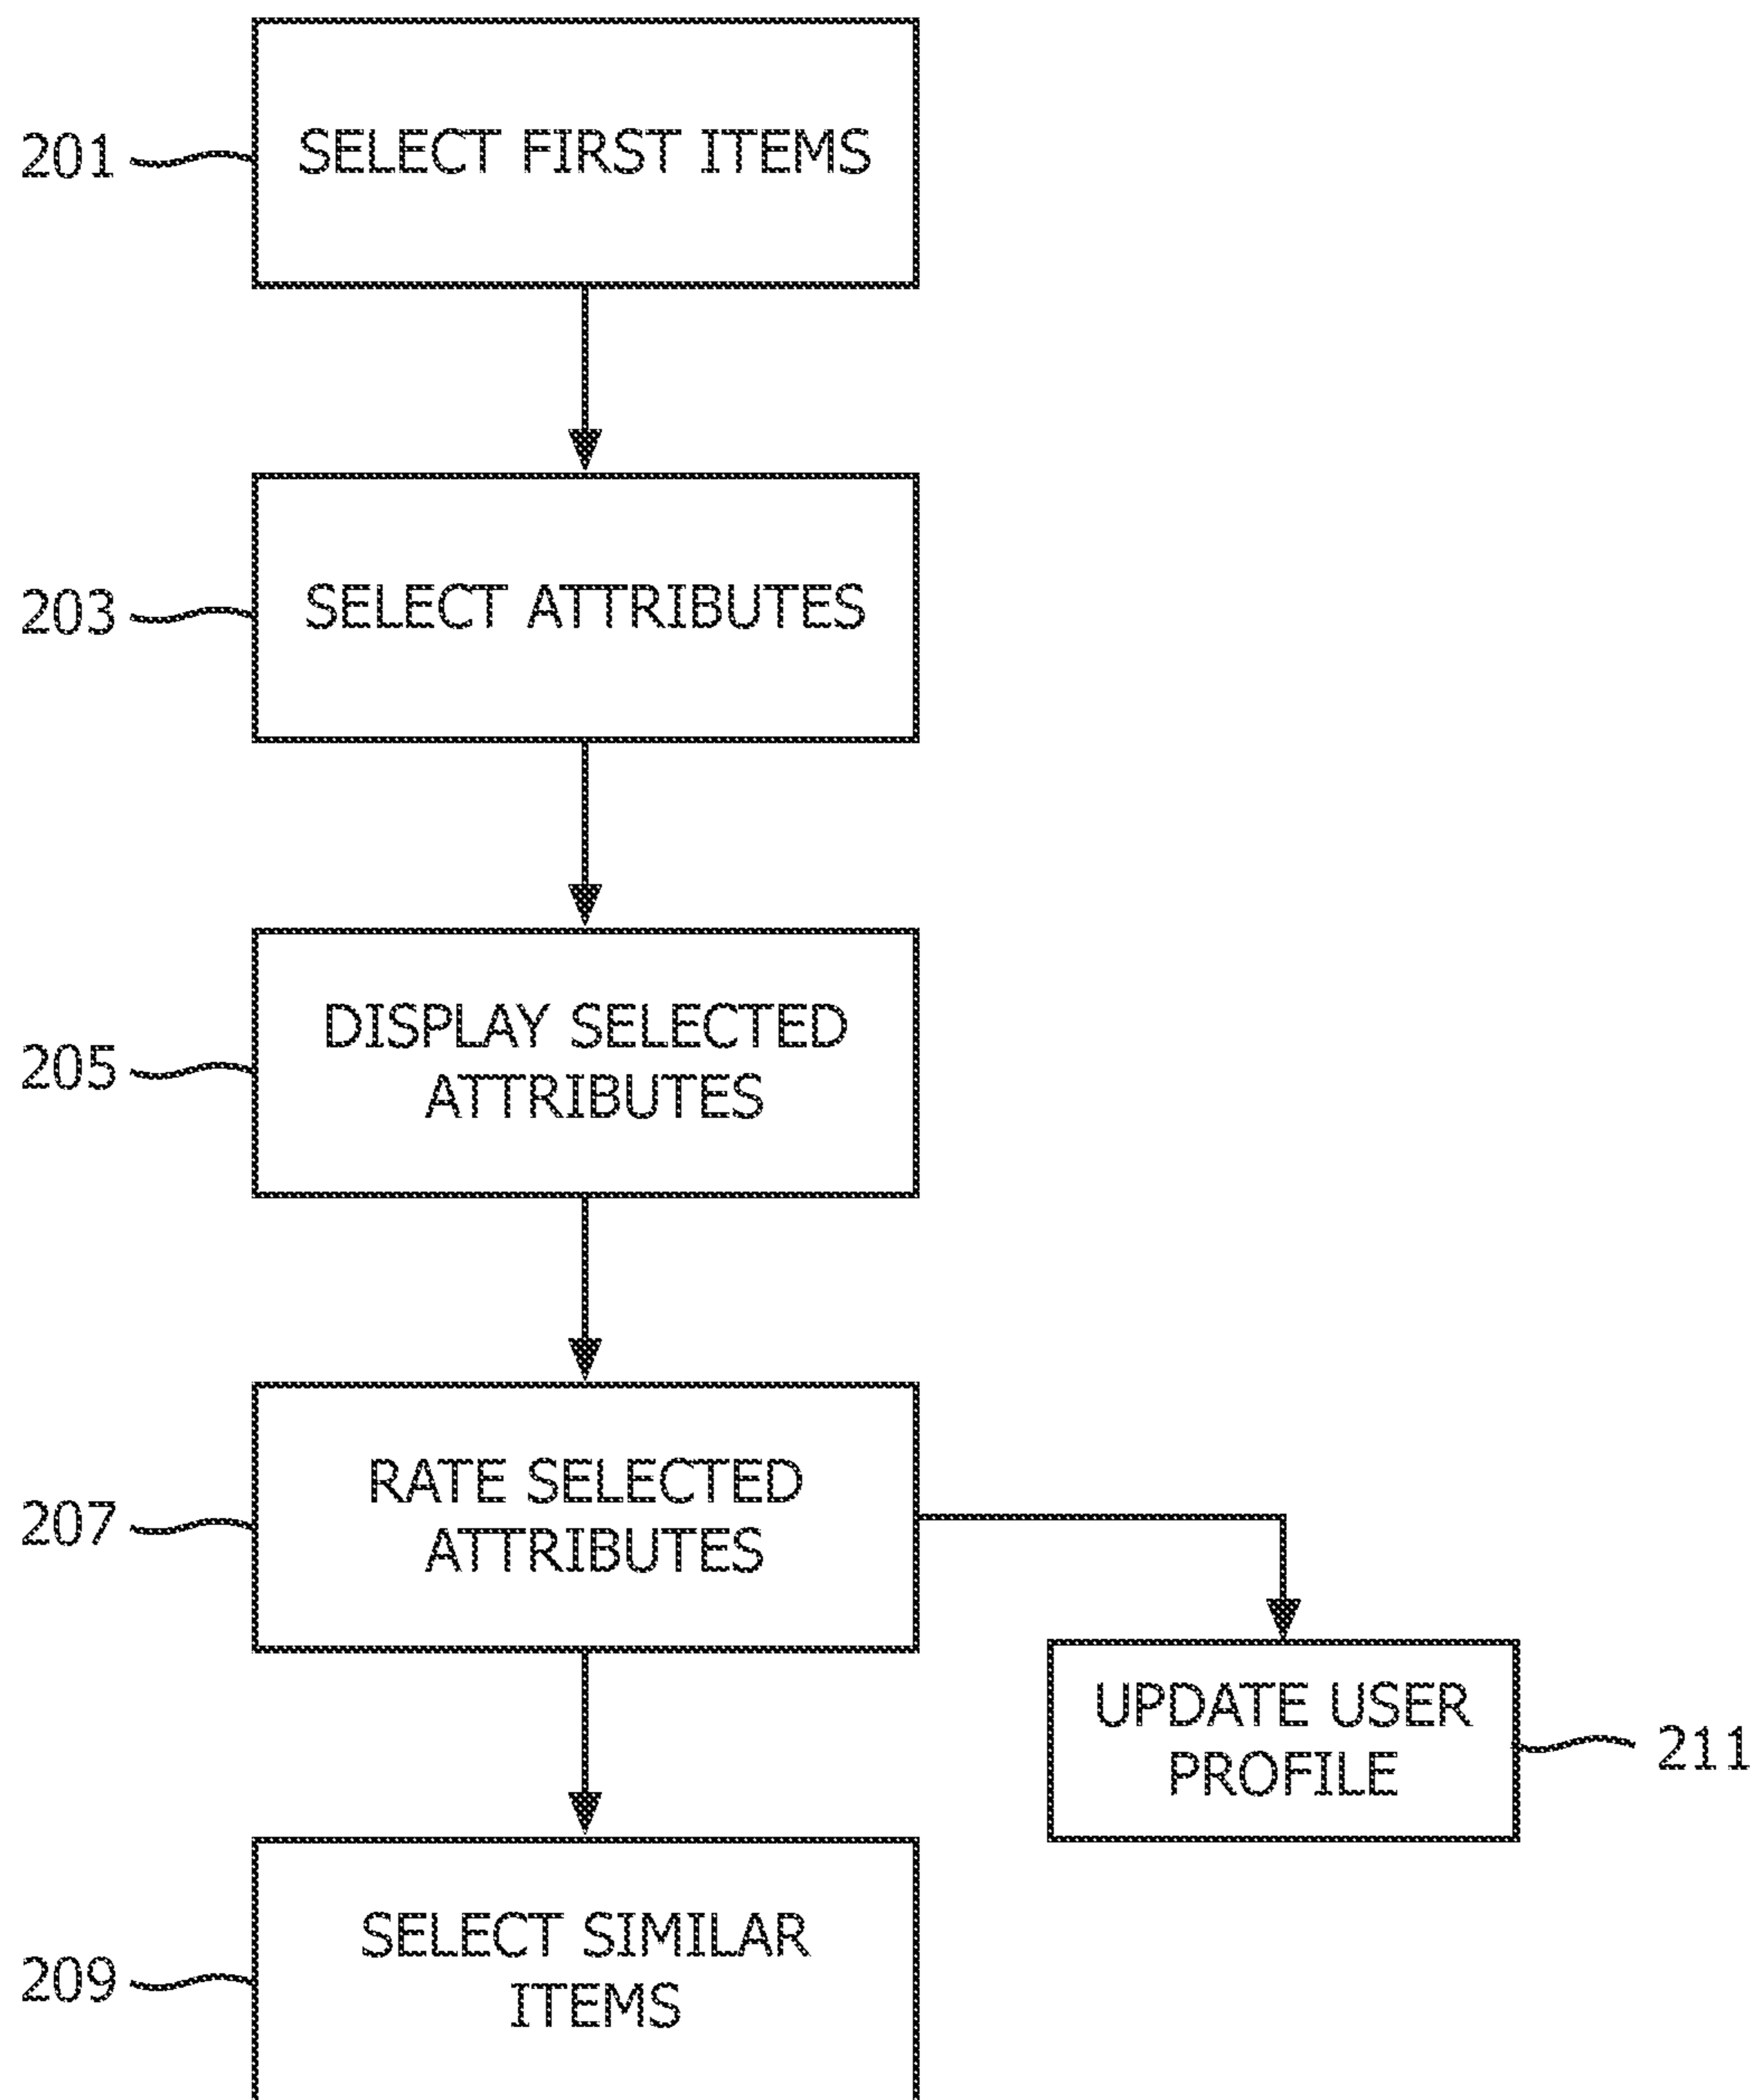 201
SELECT FIRST ITEMS
203
SELECT ATTRIBUTES
205
DISPLAY SELECTED
ATTRIBUTES
207
RATE SELECTED
ATTRIBUTES
UPDATE USER
PROFILE
211
209
SELECT SIMILAR
ITEMS